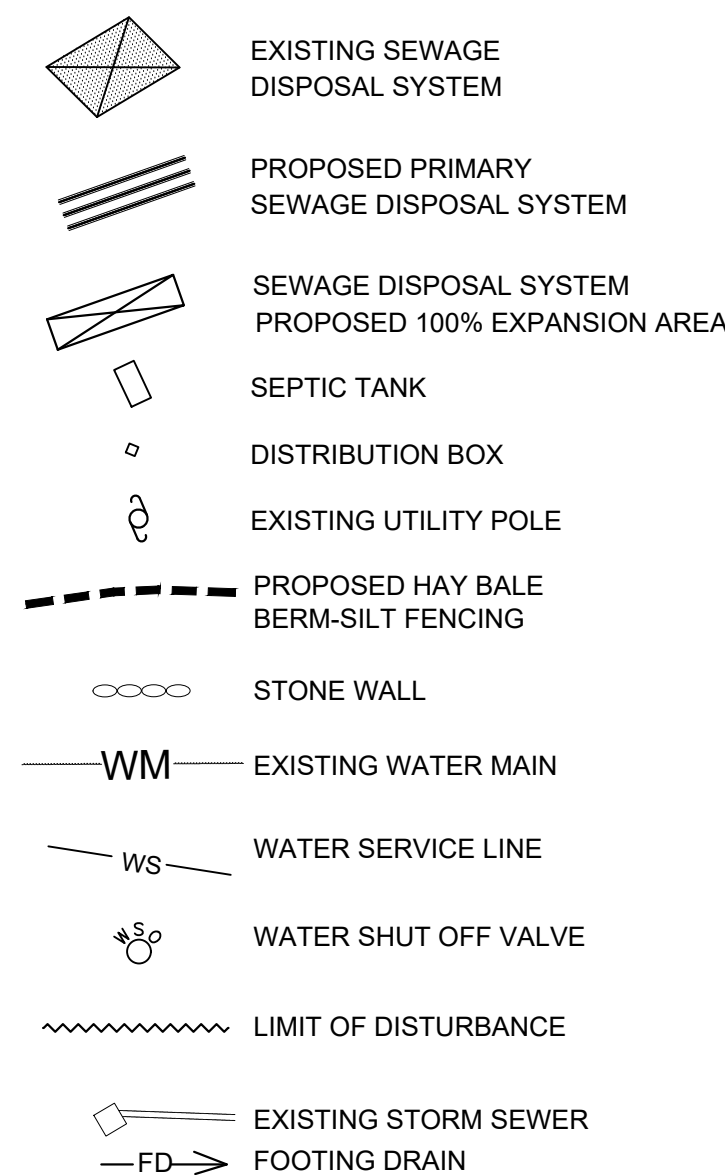 EXISTING SEWAGE
DISPOSAL SYSTEM
PROPOSED PRIMARY
SEWAGE DISPOSAL SYSTEM
SEWAGE DISPOSAL SYSTEM
PROPOSED 100% EXPANSION AREA
SEPTIC TANK
DISTRIBUTION BOX
EXISTING UTILITY POLE
PROPOSED HAY BALE
BERM-SILT FENCING
STONE WALL
WM EXISTING WATER MAIN
WS WATER SERVICE LINE
WSO WATER SHUT OFF VALVE
LIMIT OF DISTURBANCE
EXISTING STORM SEWER
FD FOOTING DRAIN